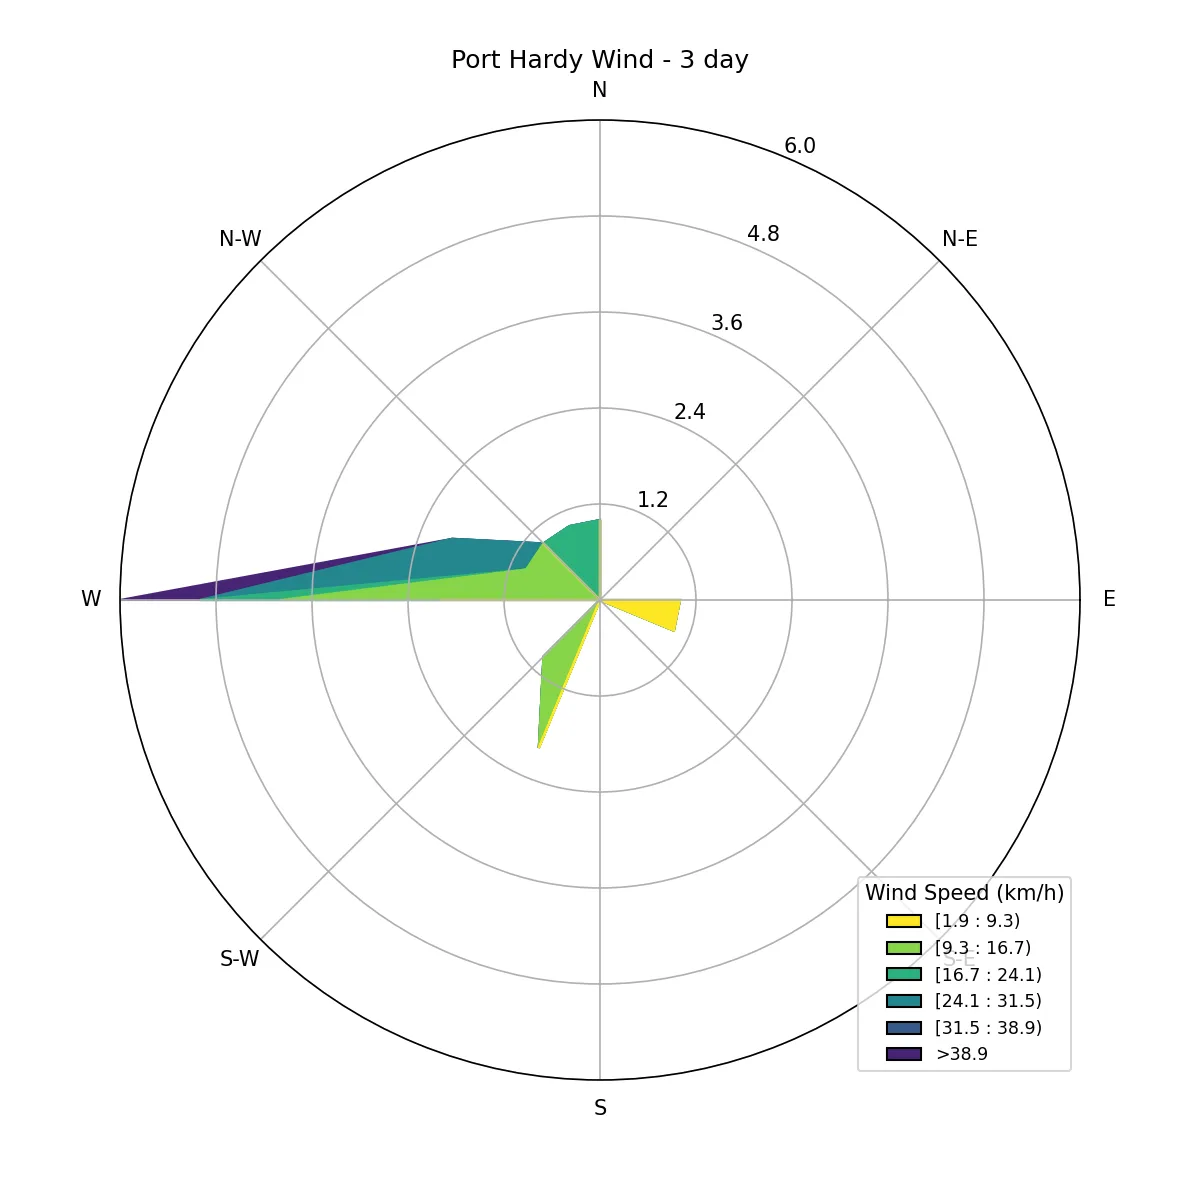 Port Hardy Wind - 3 day
N
6.0
N-W
4.8
N-E
3.6
2.4
1.2
W
E
S-W
S-E
S
Wind Speed (km/h)
[1.9 : 9.3)
[9.3 : 16.7)
[16.7 : 24.1)
[24.1 : 31.5)
[31.5 : 38.9)
>38.9